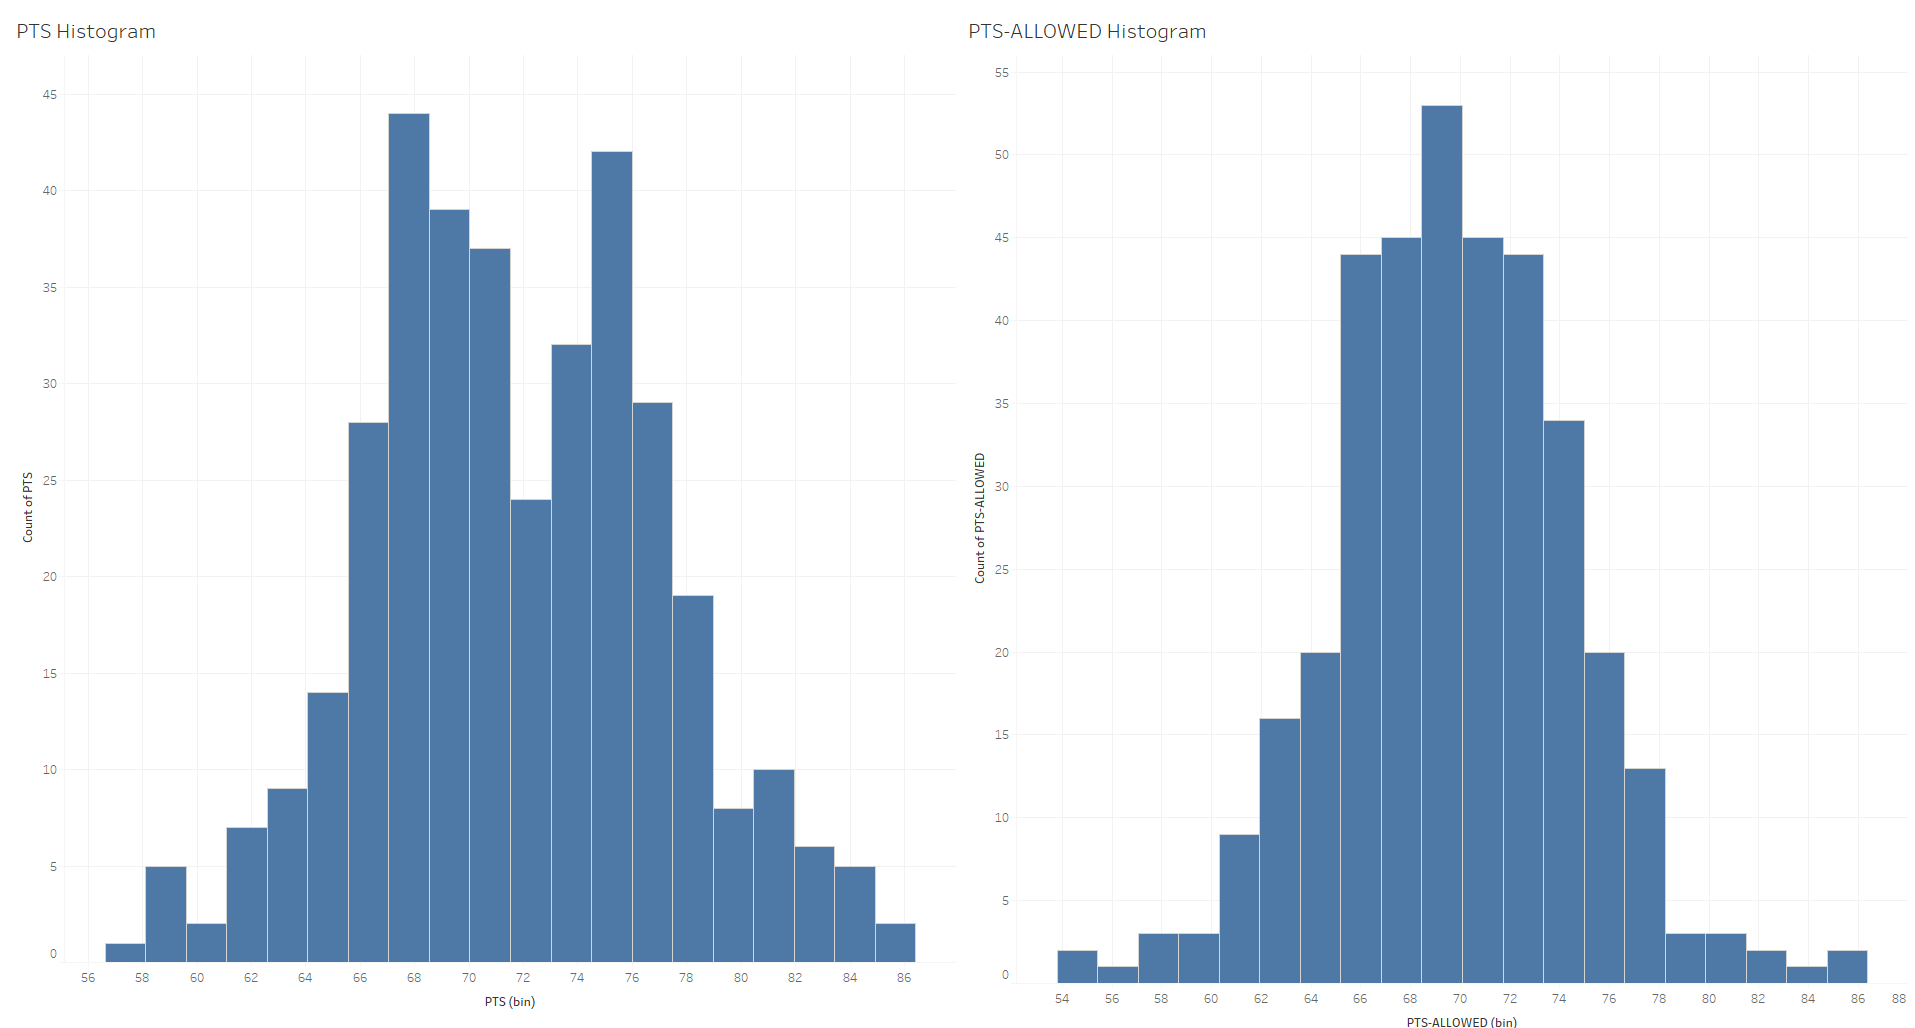 PTS Histogram
45
40
35
30
25
20
15
10
5
0
Count of PTS
56 58 60 62 64 66 68 70 72 74 76 78 80 82 84 86
PTS (bin)
PTS-ALLOWED Histogram
55
50
45
40
35
30
25
20
15
10
5
0
Count of PTS-ALLOWED
54 56 58 60 62 64 66 68 70 72 74 76 78 80 82 84 86 88
PTS-ALLOWED (bin)